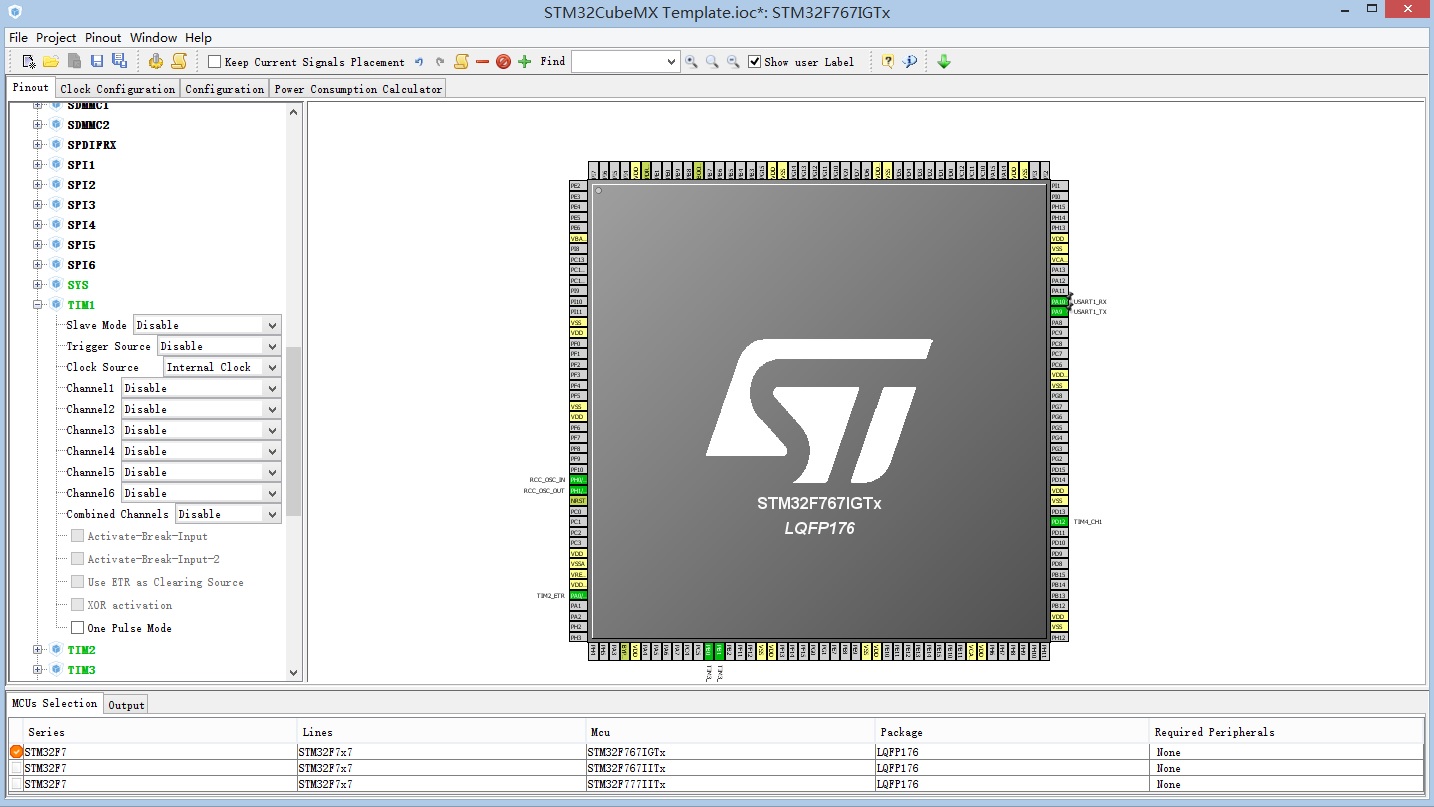 STM32CubeMX Template.ioc*: STM32F767IGTx
File Project Pinout Window Help
Keep Current Signals Placement Find Show user Label
Pinout Clock Configuration Configuration Power Consumption Calculator
SDMMC1
SDMMC2
SPDIFRX
SPI1
SPI2
SPI3
SPI4
SPI5
SPI6
SYS
TIM1
Slave Mode Disable
Trigger Source Disable
Clock Source Internal Clock
Channel1 Disable
Channel2 Disable
Channel3 Disable
Channel4 Disable
Channel5 Disable
Channel6 Disable
Combined Channels Disable
Activate-Break-Input
Activate-Break-Input-2
Use ETR as Clearing Source
XOR activation
One Pulse Mode
TIM2
TIM3
PE2
PE3
PE4
PE5
PE6
VBA..
PI8
PC13
PC1..
PC1..
PI9
PI10
PI11
VSS
VDD
PF0
PF1
PF2
PF3
PF4
PF5
VSS
VDD
PF6
PF7
PF8
PF9
PF10
RCC_OSC_IN PH0/..
RCC_OSC_OUT PH1/..
NRST
PC0
PC1
PC2
PC3
VDD
VSSA
VRE..
VDD..
TIM2_ETR PA0/..
PA1
PA2
PH2
PH3
ST
STM32F767IGTx
LQFP176
PI1
PI0
PH15
PH14
PH13
VDD
VSS
VCA..
PA13
PA12
PA11
PA10 USART1_RX
PA9 USART1_TX
PA8
PC9
PC8
PC7
PC6
VDD..
VSS
PG8
PG7
PG6
PG5
PG4
PG3
PG2
PD15
PD14
VDD
VSS
PD13
PD12 TIM4_CH1
PD11
PD10
PD9
PD8
PB15
PB14
PB13
PB12
VDD
VSS
PH12
MCUs Selection Output
Series Lines Mcu Package Required Peripherals
STM32F7 STM32F7x7 STM32F767IGTx LQFP176 None
STM32F7 STM32F7x7 STM32F767IITx LQFP176 None
STM32F7 STM32F7x7 STM32F777IITx LQFP176 None